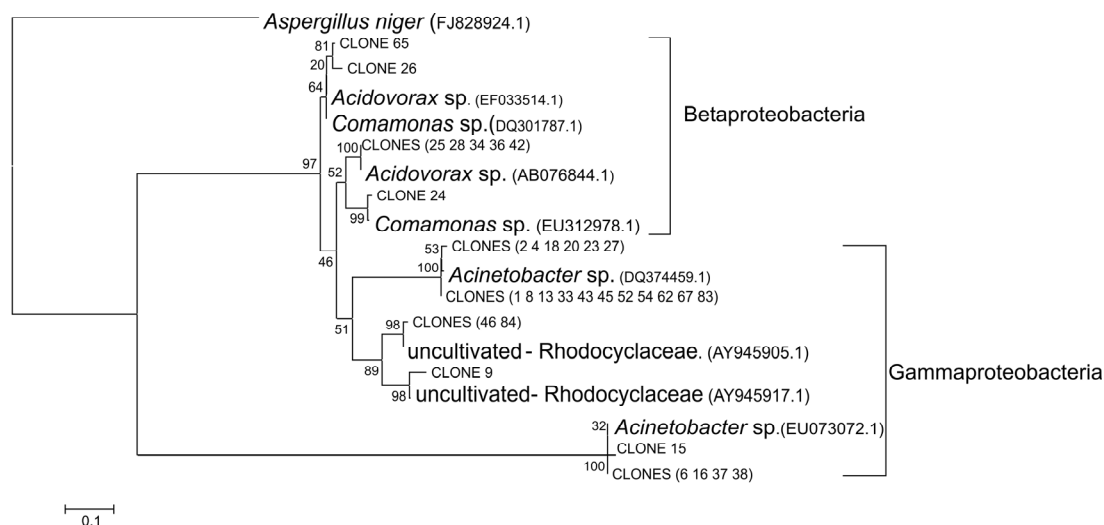 Aspergillus niger (FJ828924.1)
81
CLONE 65
20
CLONE 26
64
Acidovorax sp. (EF033514.1)
Comamonas sp.(DQ301787.1)
Betaproteobacteria
100
CLONES (25 28 34 36 42)
97
52
Acidovorax sp. (AB076844.1)
CLONE 24
99
Comamonas sp. (EU312978.1)
53
CLONES (2 4 18 20 23 27)
46
100
Acinetobacter sp. (DQ374459.1)
CLONES (1 8 13 33 43 45 52 54 62 67 83)
51
98
CLONES (46 84)
uncultivated - Rhodocyclaceae. (AY945905.1)
89
CLONE 9
Gammaproteobacteria
98
uncultivated- Rhodocyclaceae (AY945917.1)
32
Acinetobacter sp.(EU073072.1)
CLONE 15
100
CLONES (6 16 37 38)
0.1